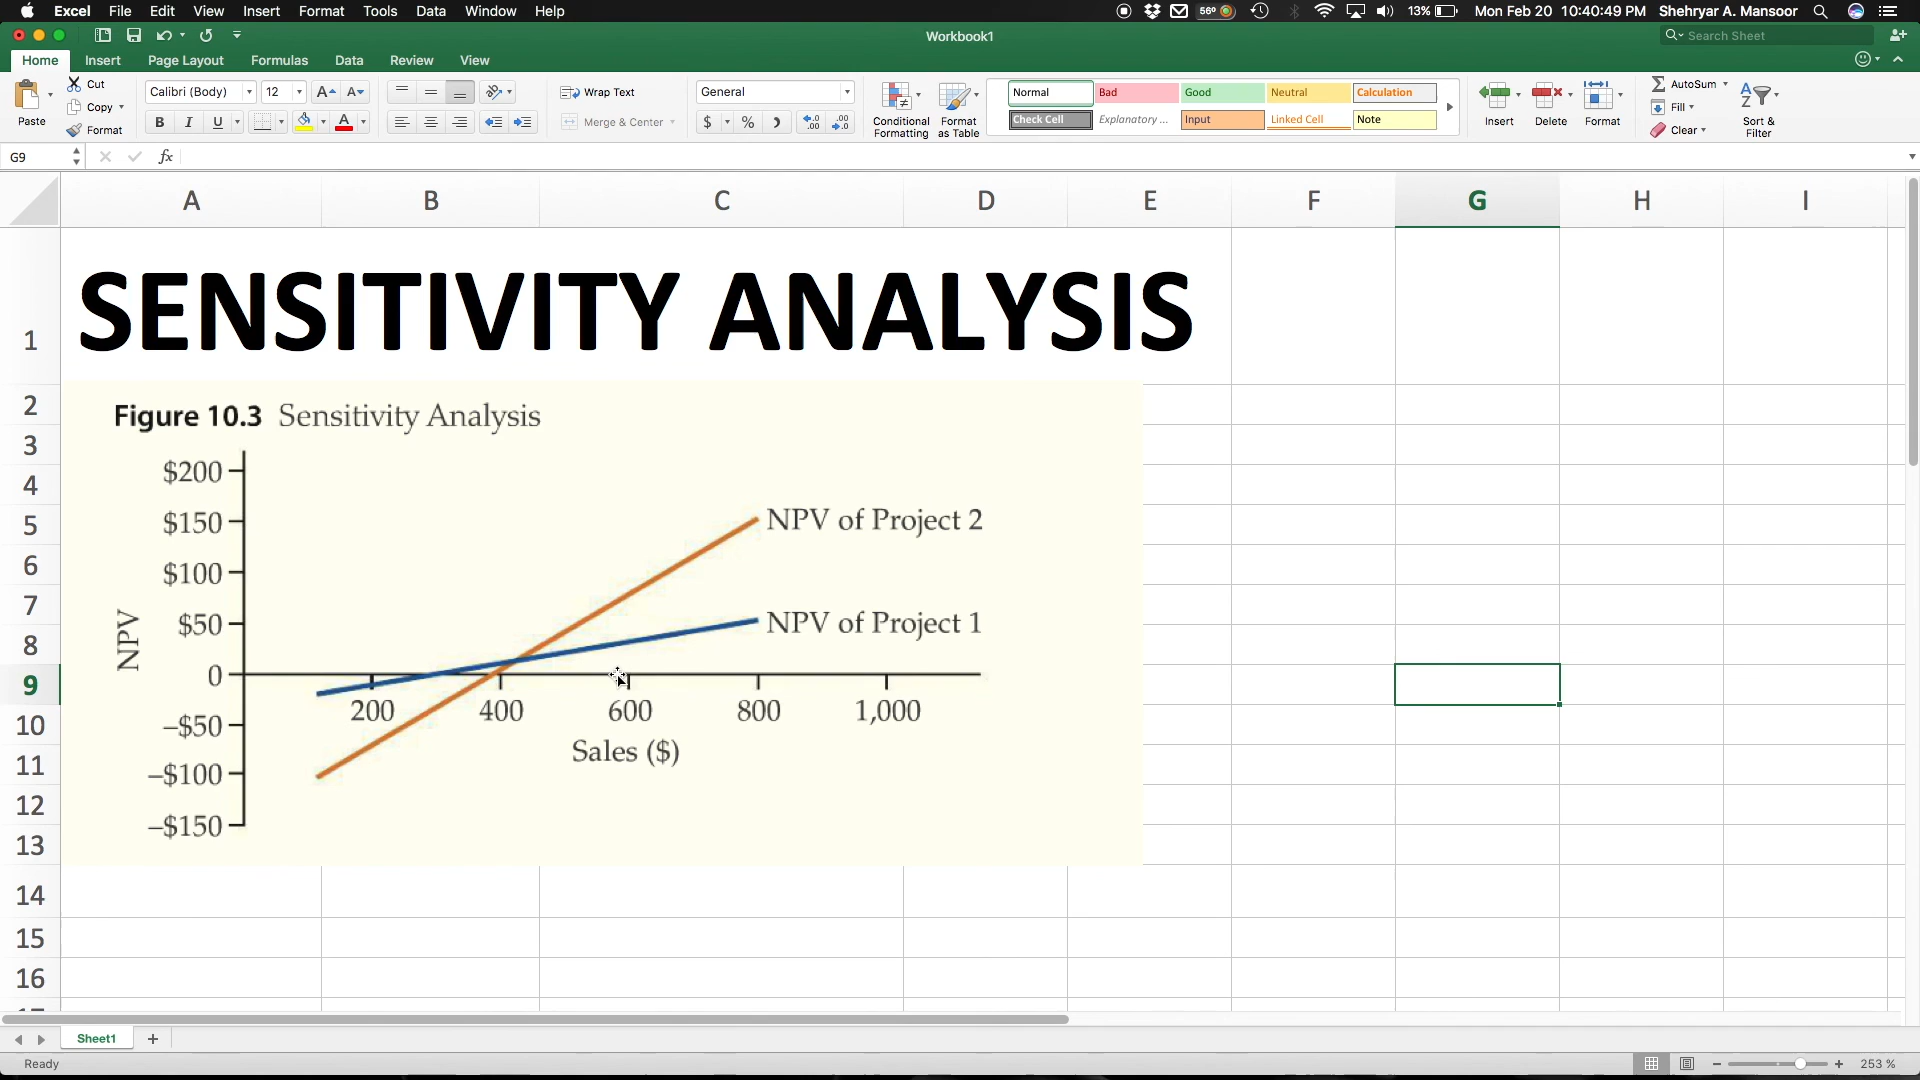 Excel File Edit View Insert Format Tools Data Window Help 56° 13% Mon Feb 20 10:40:49 PM Shehryar A. Mansoor
Workbook1
Search Sheet
Home Insert Page Layout Formulas Data Review View
Paste
Cut
Copy
Format
Calibri (Body) 12
B I U A
Wrap Text
Merge & Center
General
$ % )
Conditional Formatting
Format as Table
Normal Bad Good Neutral Calculation
Check Cell Explanatory ... Input Linked Cell Note
Insert Delete Format
AutoSum
Fill
Clear
Sort & Filter
G9 fx
A B C D E F G H I
1 SENSITIVITY ANALYSIS
2
3
4
5
6
7
8
9
10
11
12
13
14
15
16
Figure 10.3 Sensitivity Analysis
$200
$150
$100
$50
0
–$50
–$100
–$150
NPV
NPV of Project 2
NPV of Project 1
200 400 600 800 1,000
Sales ($)
Sheet1 +
Ready
253 %